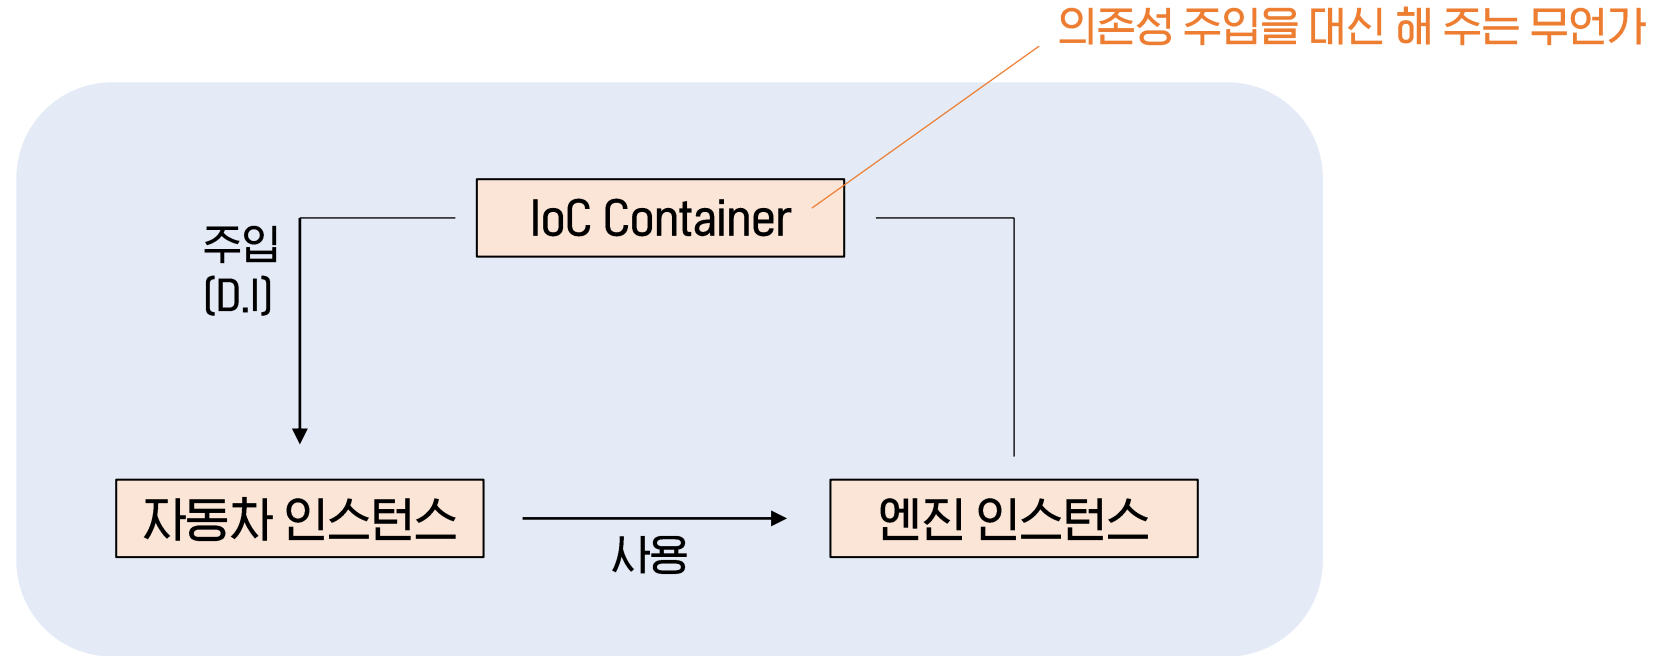 의존성 주입을 대신 해 주는 무언가
IoC Container
주입
(D.I)
자동차 인스턴스
사용
엔진 인스턴스